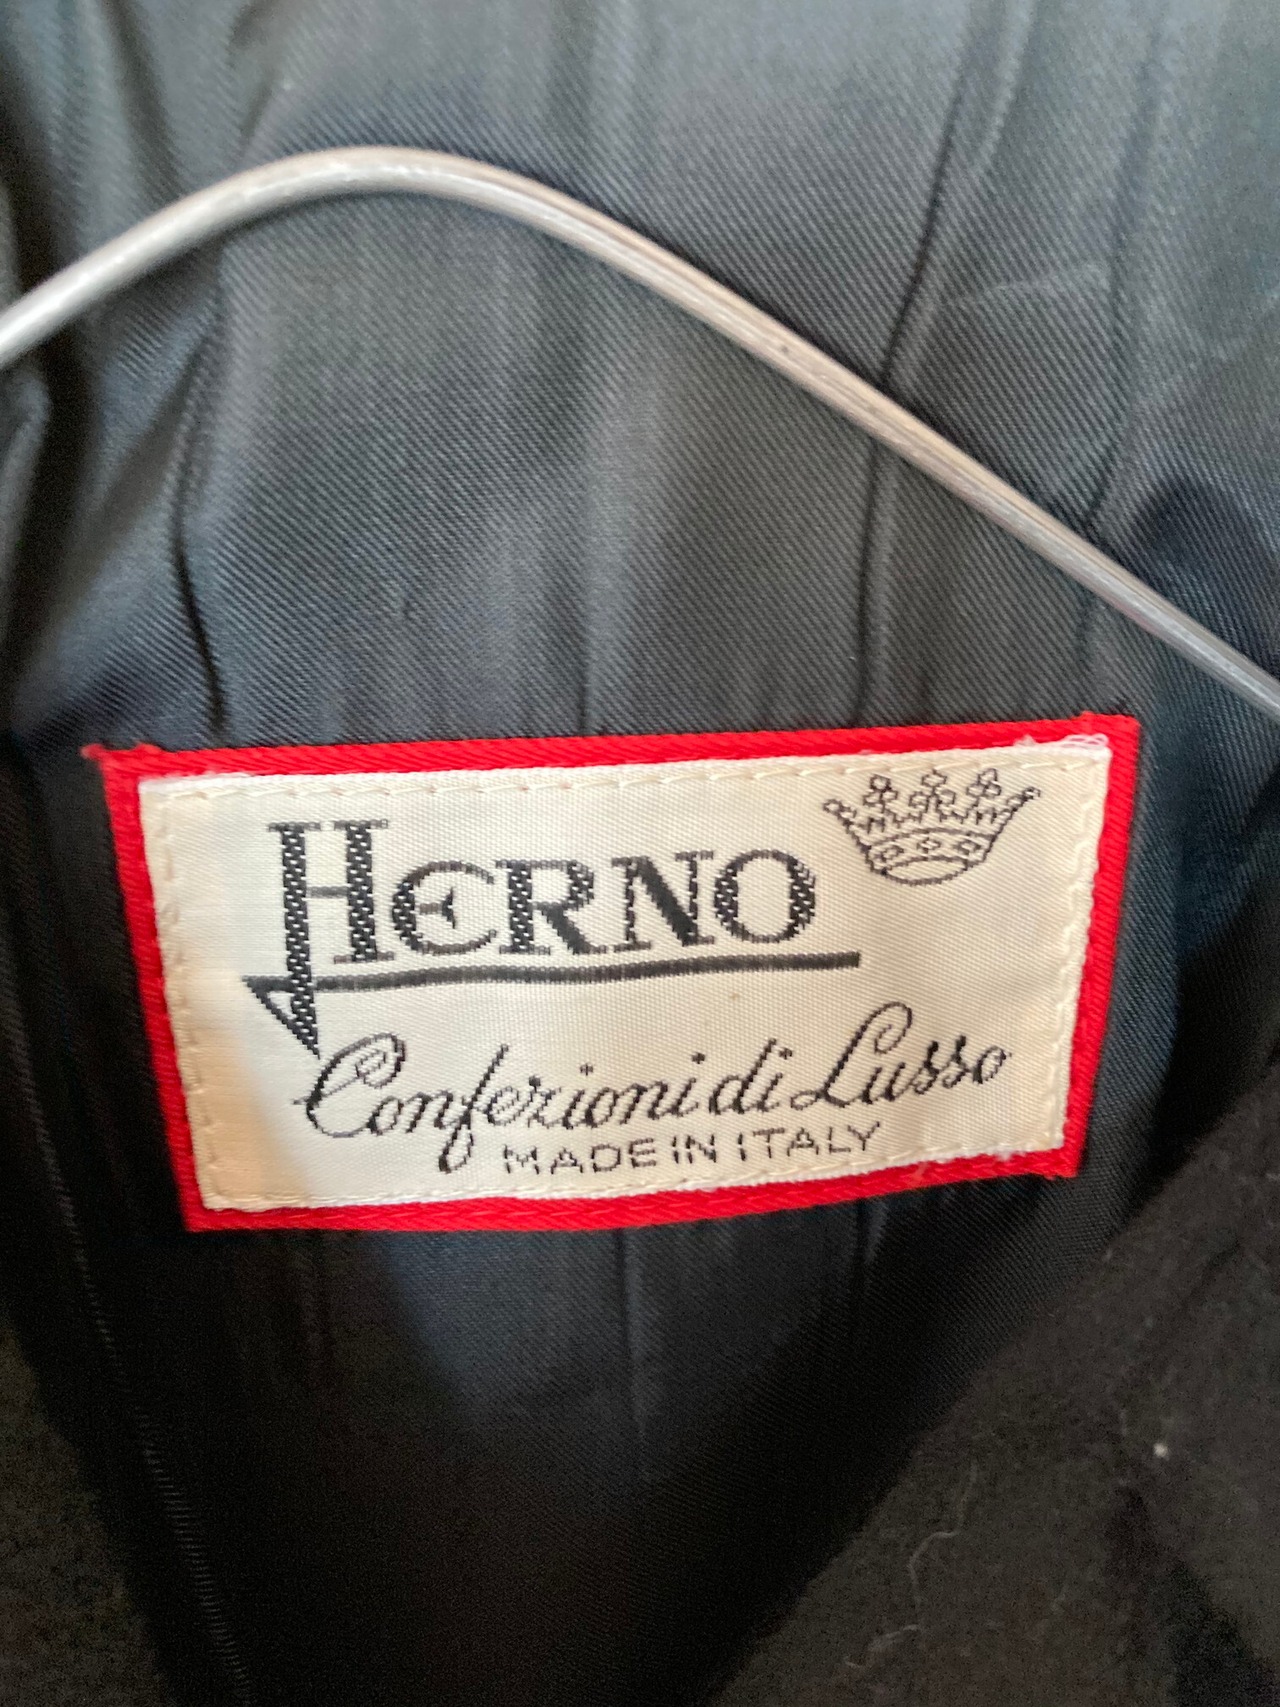 HERNO
Confezioni di Lusso
MADE IN ITALY